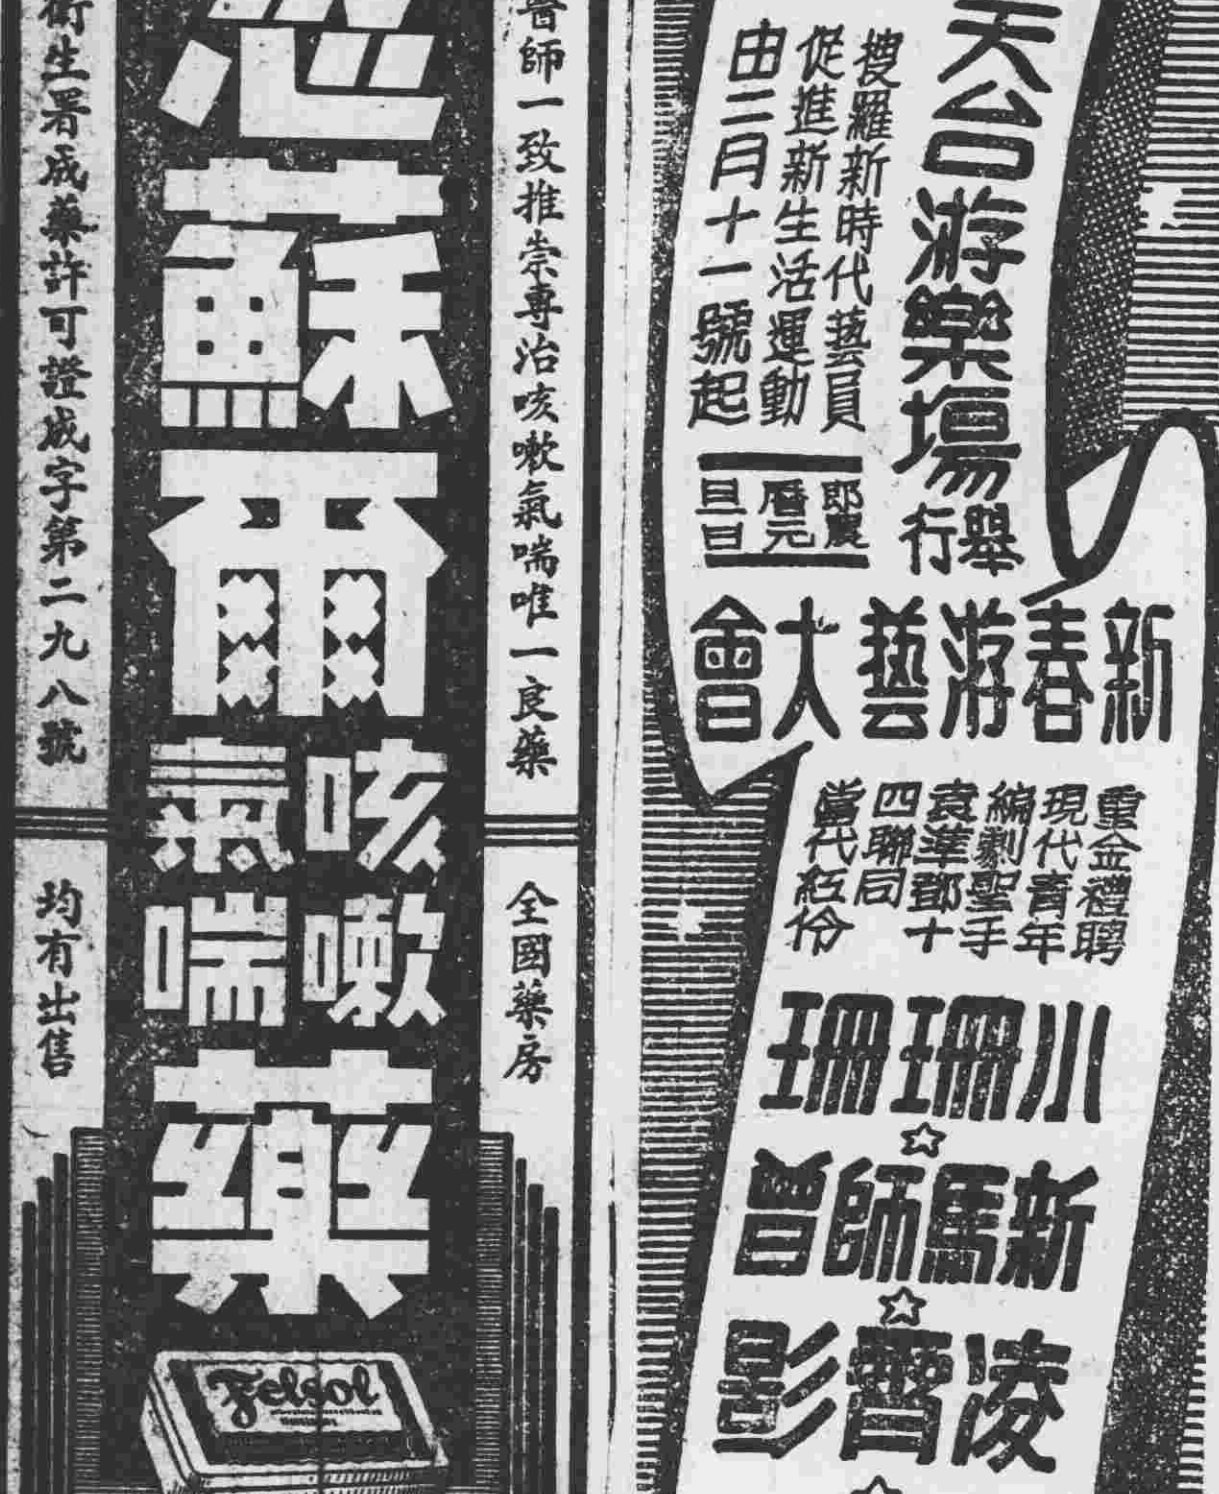 天台游樂場舉行
搜羅新時代藝員
促進新生活運動
由二月十一號起
即農
曆元
旦日
新春游藝大會
重金禮聘
現代青年
編劇聖手
袁準鄧十
四聯同
當代紅伶
小珊珊
新馬師曾
凌霄影
醫師一致推崇專治咳嗽氣喘唯一良藥
全國藥房
蘇爾
咳嗽
氣喘
藥
Felsol
衛生署成藥許可證成字第二九八號
均有出售